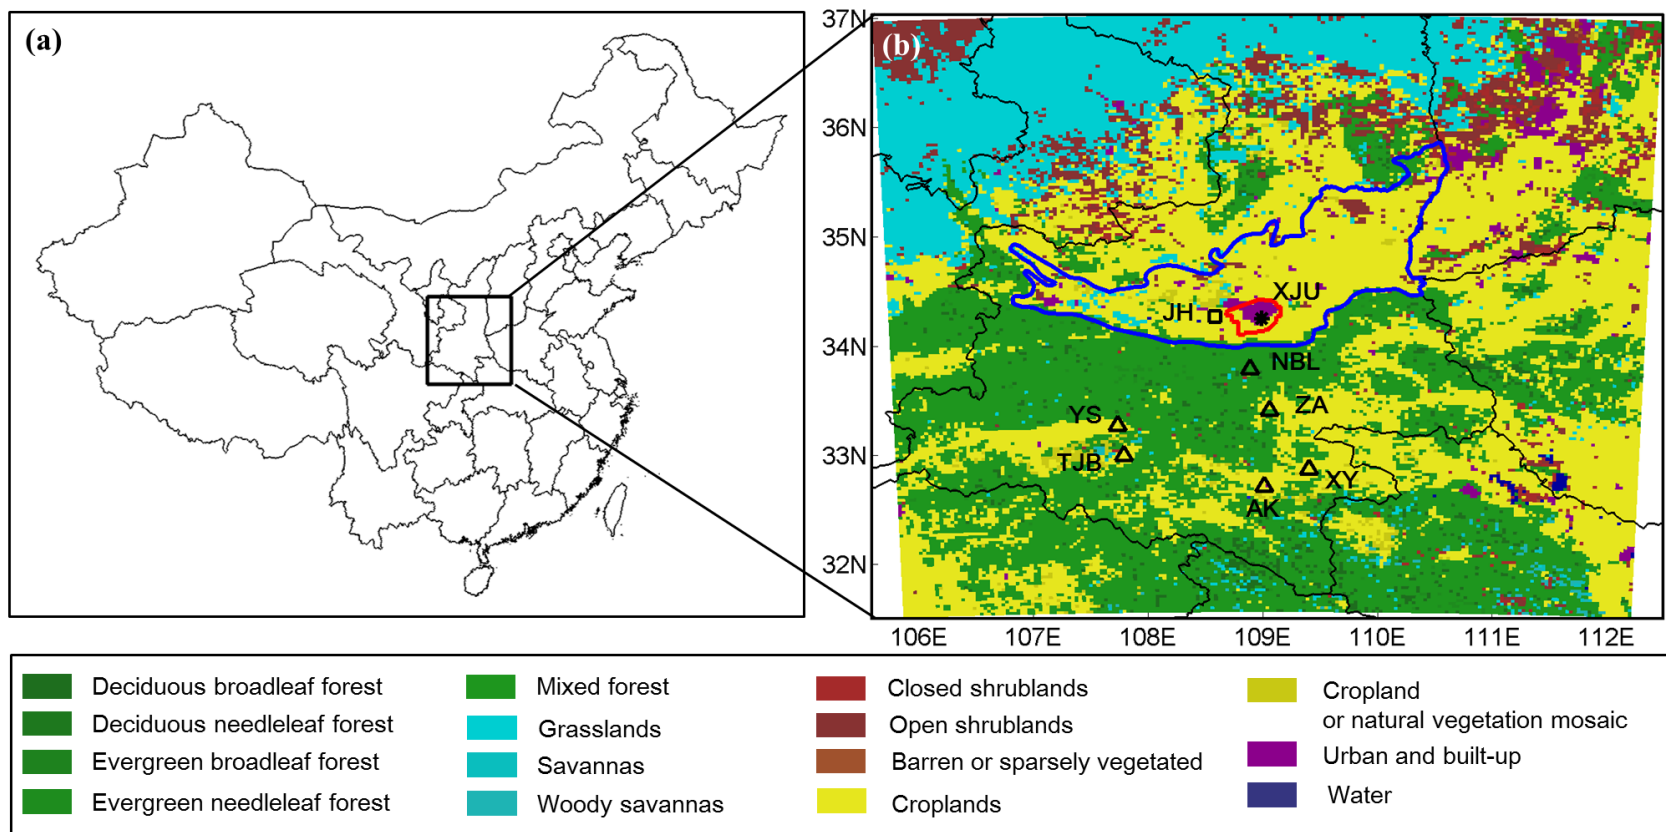 (a)
(b)
37N
36N
35N
34N
33N
32N
XJU
JH
NBL
ZA
YS
TJB
XY
AK
106E 107E 108E 109E 110E 111E 112E
Deciduous broadleaf forest
Deciduous needleleaf forest
Evergreen broadleaf forest
Evergreen needleleaf forest
Mixed forest
Grasslands
Savannas
Woody savannas
Closed shrublands
Open shrublands
Barren or sparsely vegetated
Croplands
Cropland
or natural vegetation mosaic
Urban and built-up
Water